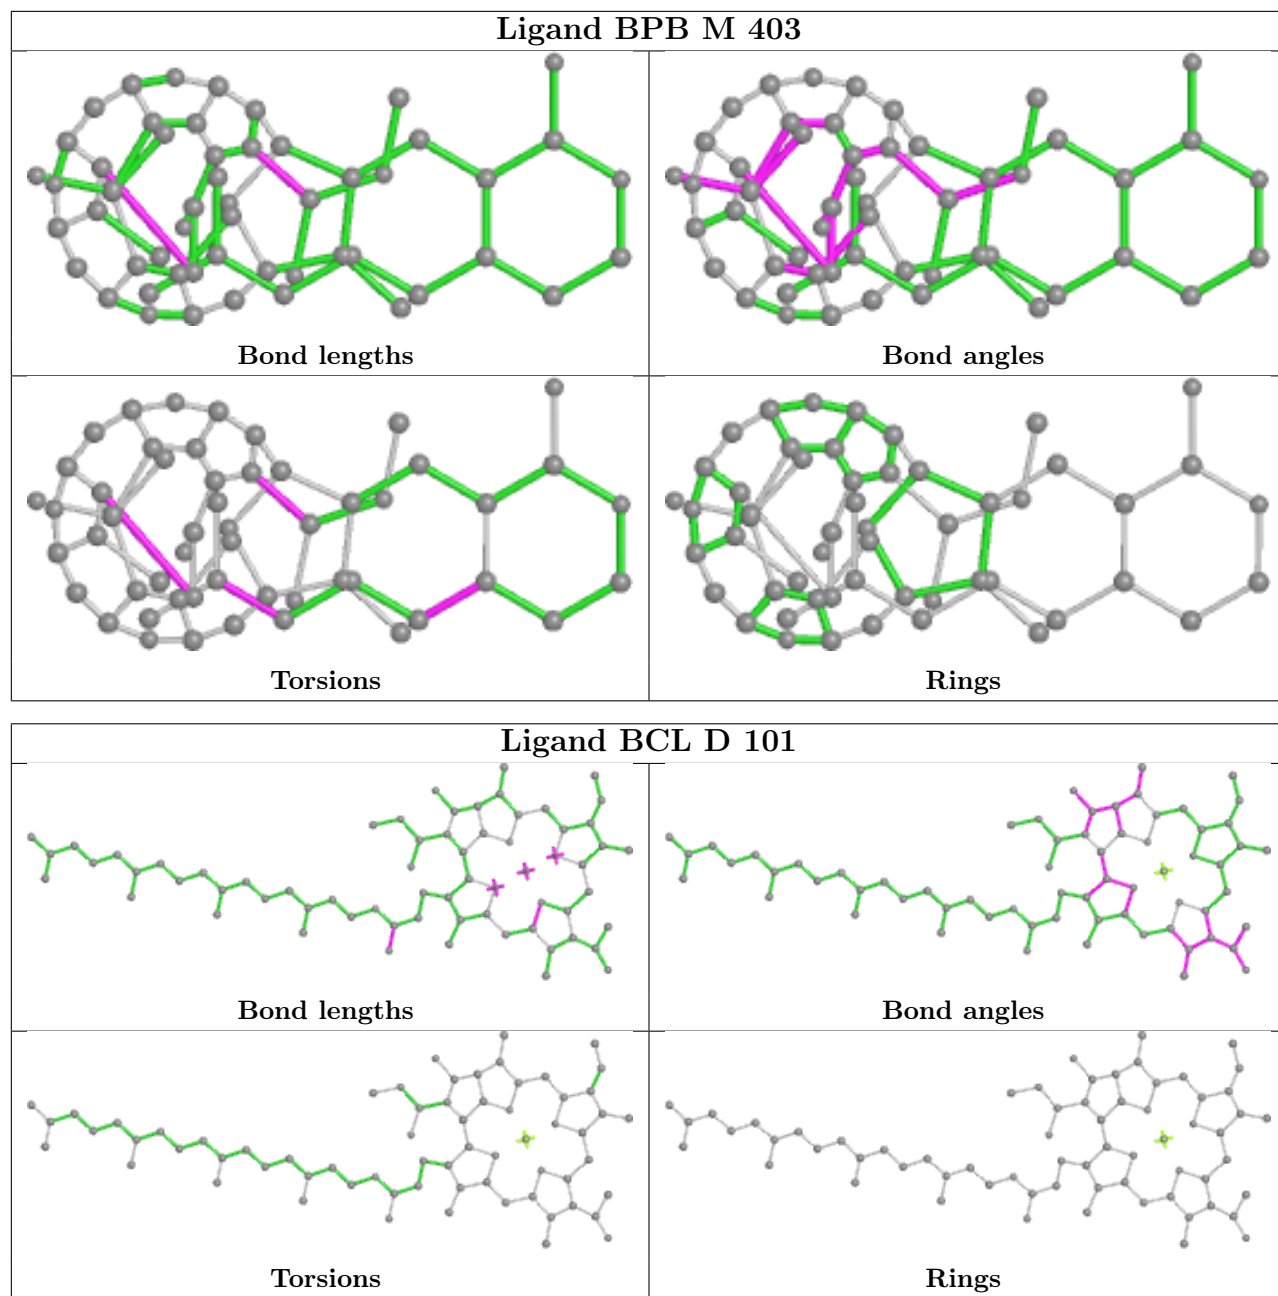 Ligand BPB M 403
Bond lengths
Bond angles
Torsions
Rings
Ligand BCL D 101
Bond lengths
Bond angles
Torsions
Rings